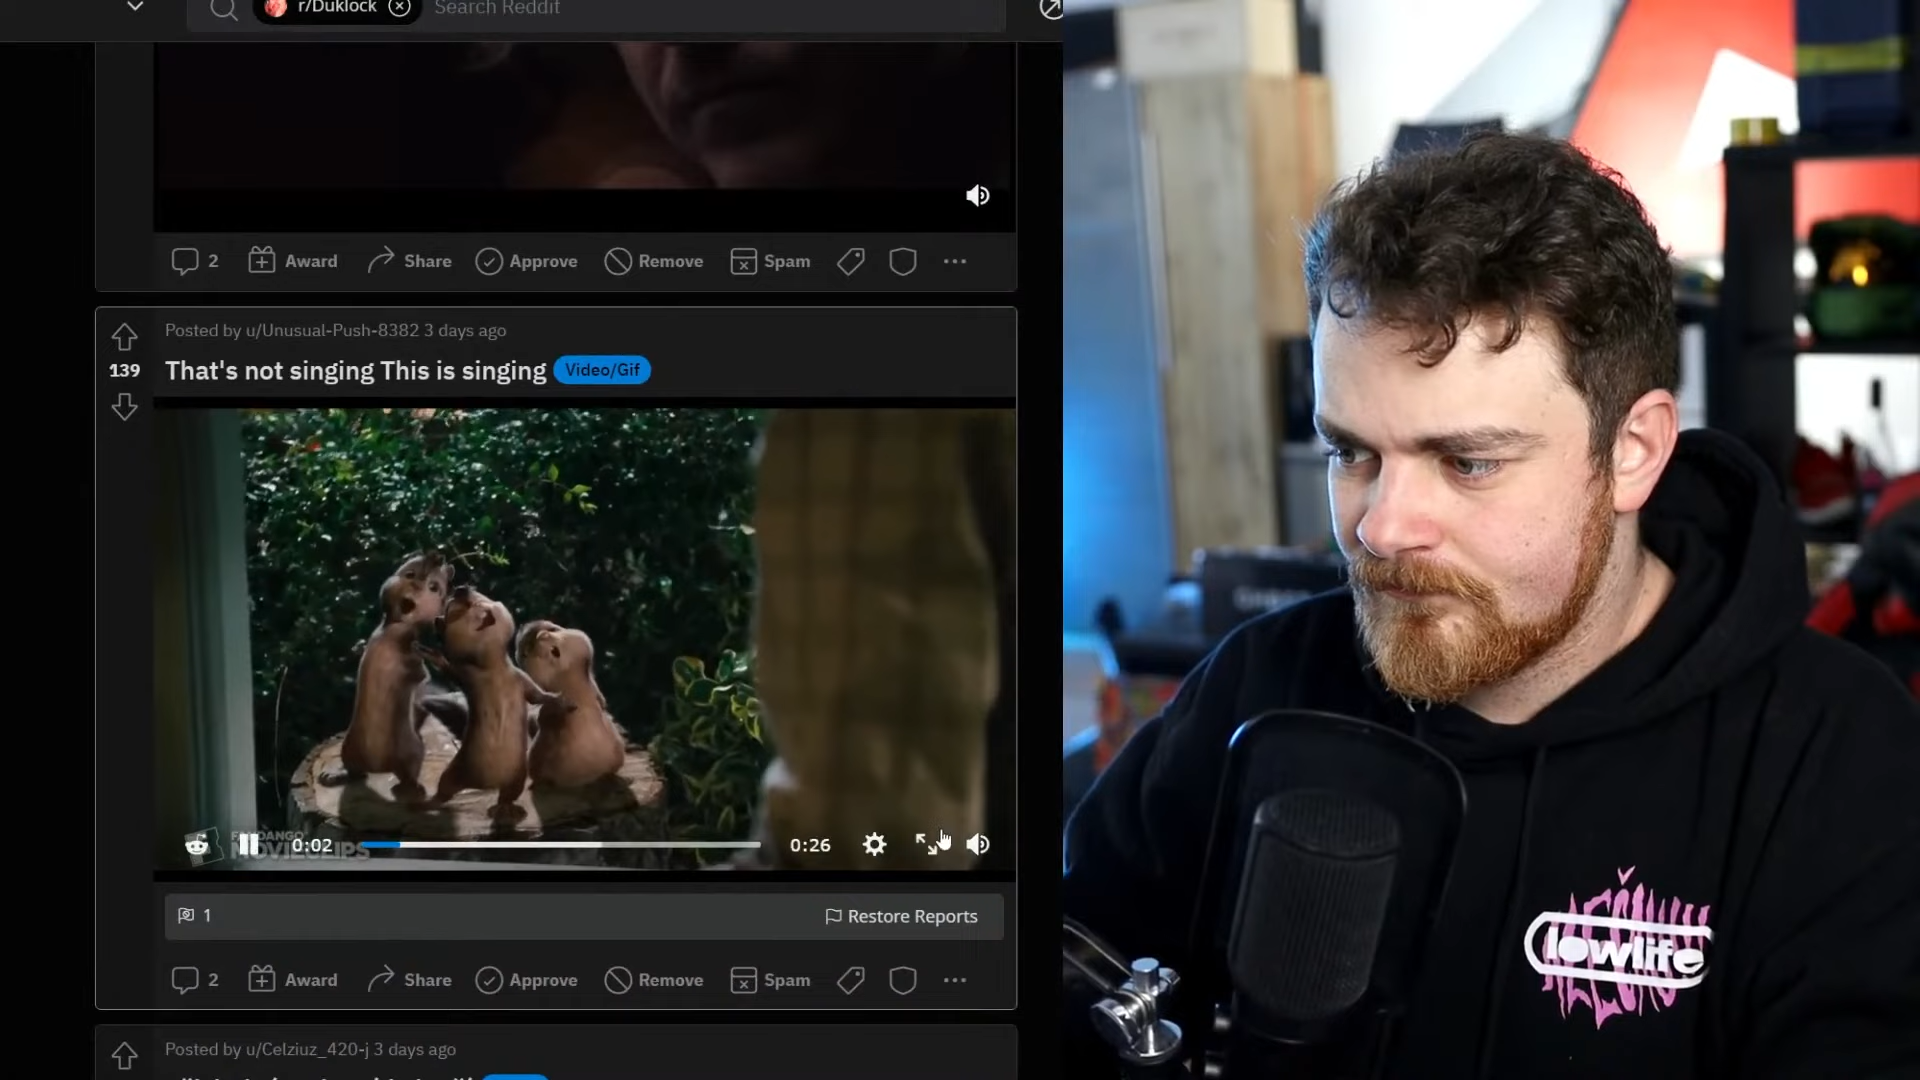 r/Duklock
Search Reddit
2 Award Share Approve Remove Spam
Posted by u/Unusual-Push-8382 3 days ago
139
That's not singing This is singing Video/Gif
FANDANGO
MOVIECLIPS
0:02 0:26
1 Restore Reports
2 Award Share Approve Remove Spam
Posted by u/Celziuz_420-j 3 days ago
lowlife